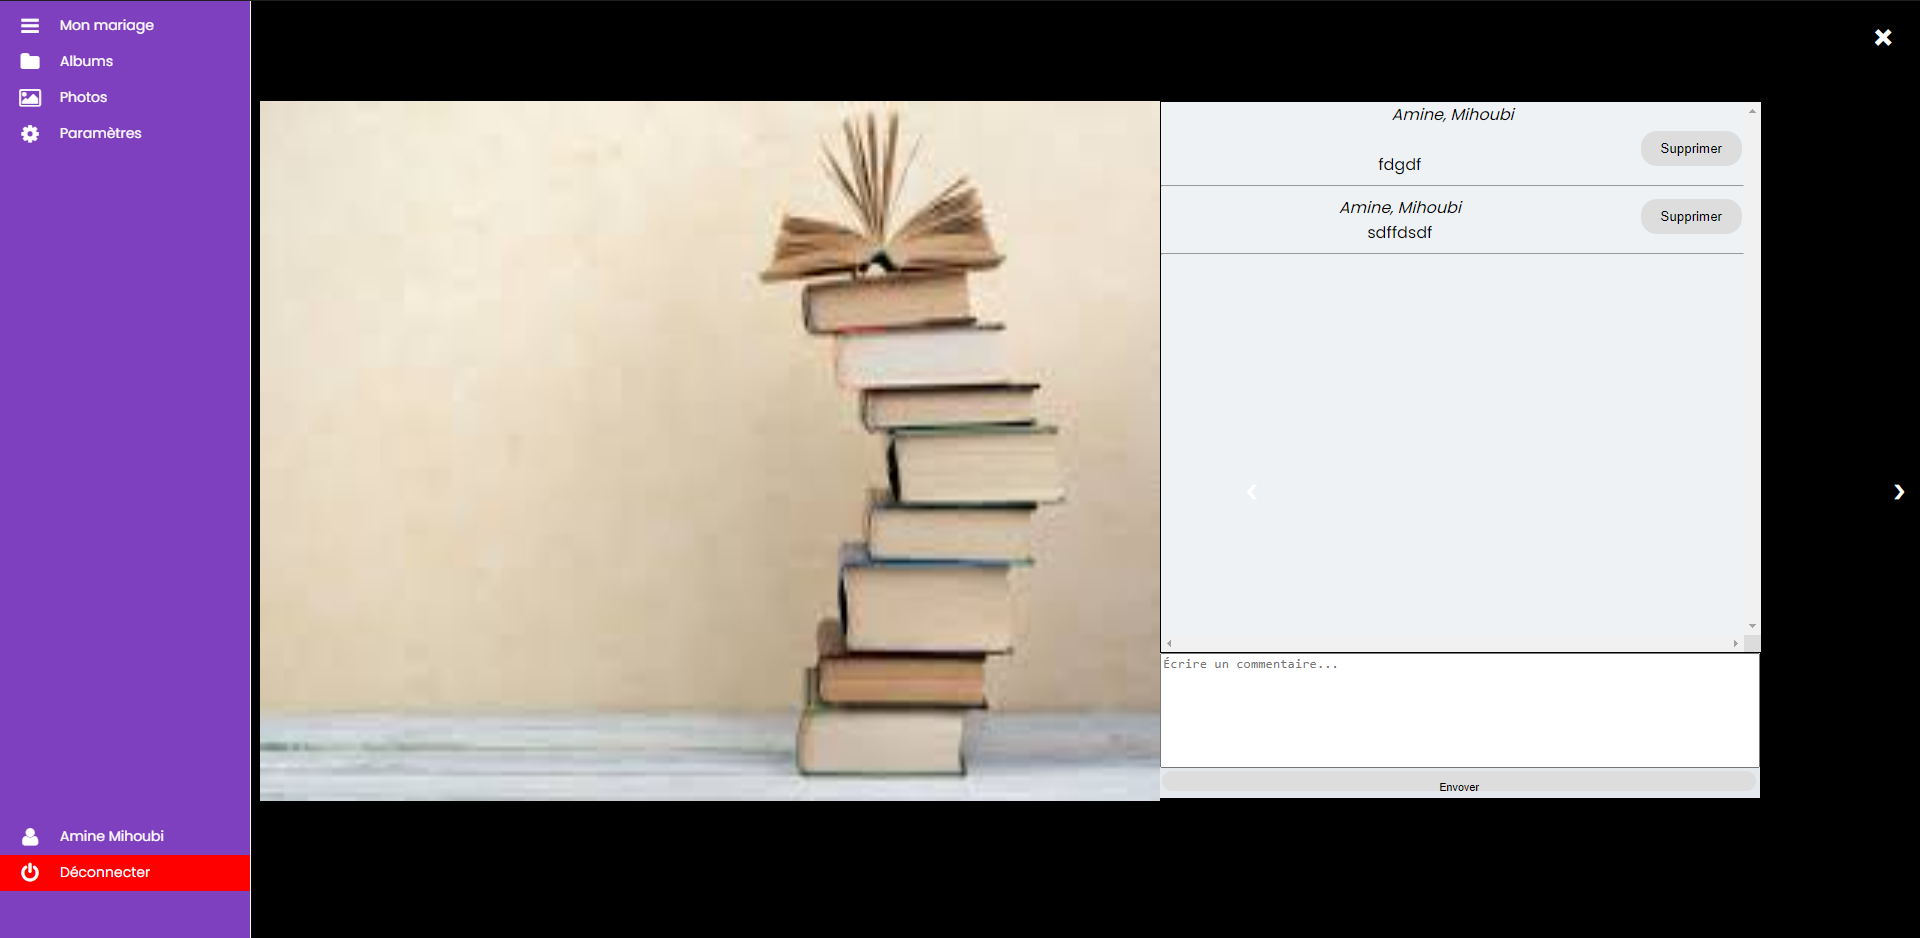 Mon mariage
Albums
Photos
Paramètres
Amine Mihoubi
Déconnecter
Amine, Mihoubi
Supprimer
fdgdf
Amine, Mihoubi
Supprimer
sdffdsdf
Écrire un commentaire...
Envoyer